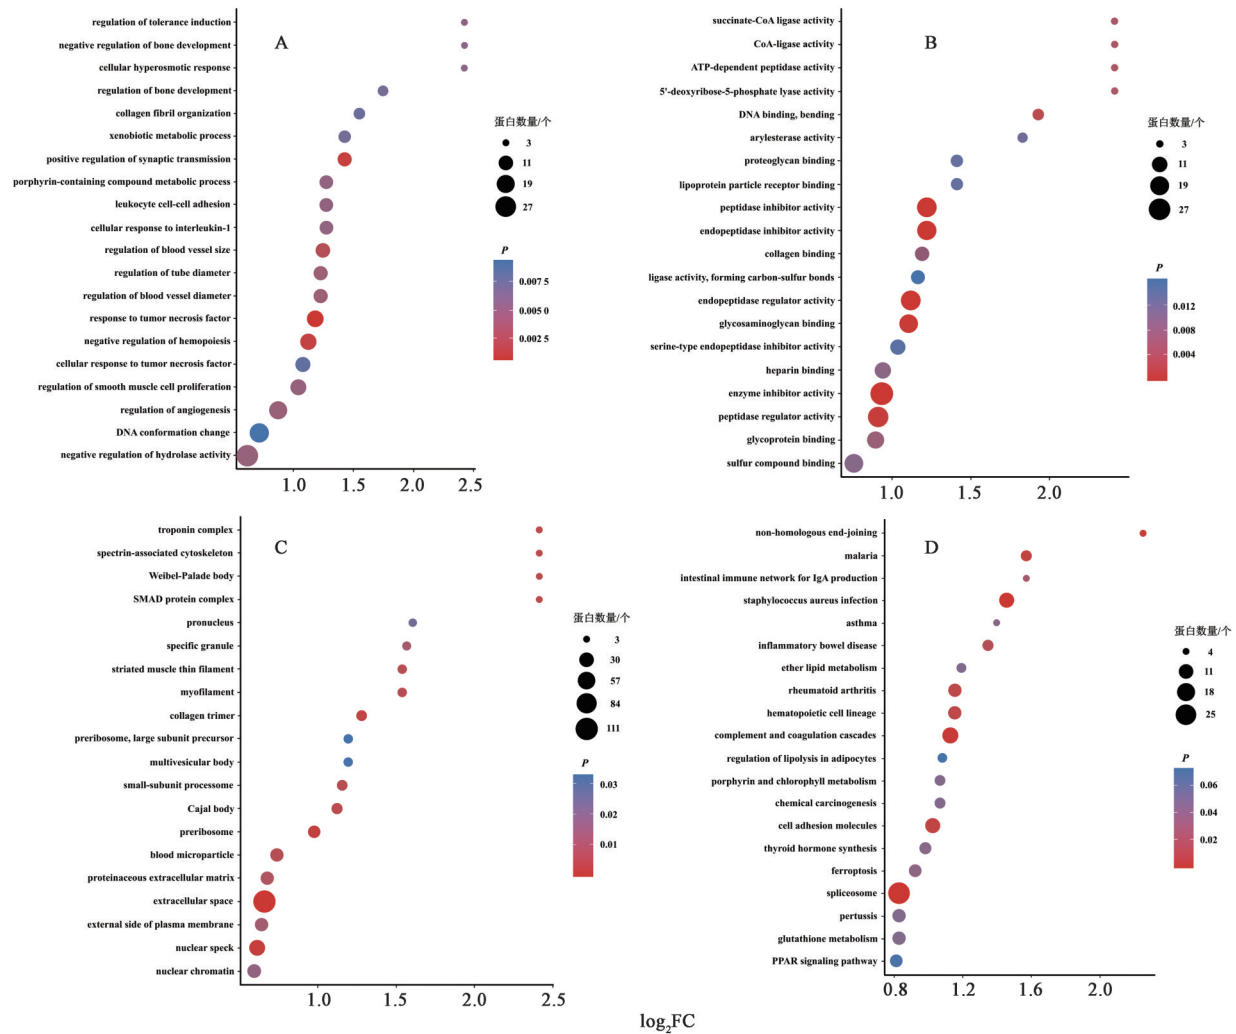 A
regulation of tolerance induction
negative regulation of bone development
cellular hyperosmotic response
regulation of bone development
collagen fibril organization
xenobiotic metabolic process
positive regulation of synaptic transmission
porphyrin-containing compound metabolic process
leukocyte cell-cell adhesion
cellular response to interleukin-1
regulation of blood vessel size
regulation of tube diameter
regulation of blood vessel diameter
response to tumor necrosis factor
negative regulation of hemopoiesis
cellular response to tumor necrosis factor
regulation of smooth muscle cell proliferation
regulation of angiogenesis
DNA conformation change
negative regulation of hydrolase activity
1.0 1.5 2.0 2.5
蛋白数量/个
3
11
19
27
P
0.007 5
0.005 0
0.002 5
B
succinate-CoA ligase activity
CoA-ligase activity
ATP-dependent peptidase activity
5'-deoxyribose-5-phosphate lyase activity
DNA binding, bending
arylesterase activity
proteoglycan binding
lipoprotein particle receptor binding
peptidase inhibitor activity
endopeptidase inhibitor activity
collagen binding
ligase activity, forming carbon-sulfur bonds
endopeptidase regulator activity
glycosaminoglycan binding
serine-type endopeptidase inhibitor activity
heparin binding
enzyme inhibitor activity
peptidase regulator activity
glycoprotein binding
sulfur compound binding
1.0 1.5 2.0
蛋白数量/个
3
11
19
27
P
0.012
0.008
0.004
C
troponin complex
spectrin-associated cytoskeleton
Weibel-Palade body
SMAD protein complex
pronucleus
specific granule
striated muscle thin filament
myofilament
collagen trimer
preribosome, large subunit precursor
multivesicular body
small-subunit processome
Cajal body
preribosome
blood microparticle
proteinaceous extracellular matrix
extracellular space
external side of plasma membrane
nuclear speck
nuclear chromatin
1.0 1.5 2.0 2.5
蛋白数量/个
3
30
57
84
111
P
0.03
0.02
0.01
D
non-homologous end-joining
malaria
intestinal immune network for IgA production
staphylococcus aureus infection
asthma
inflammatory bowel disease
ether lipid metabolism
rheumatoid arthritis
hematopoietic cell lineage
complement and coagulation cascades
regulation of lipolysis in adipocytes
porphyrin and chlorophyll metabolism
chemical carcinogenesis
cell adhesion molecules
thyroid hormone synthesis
ferroptosis
spliceosome
pertussis
glutathione metabolism
PPAR signaling pathway
0.8 1.2 1.6 2.0
蛋白数量/个
4
11
18
25
P
0.06
0.04
0.02
log₂FC